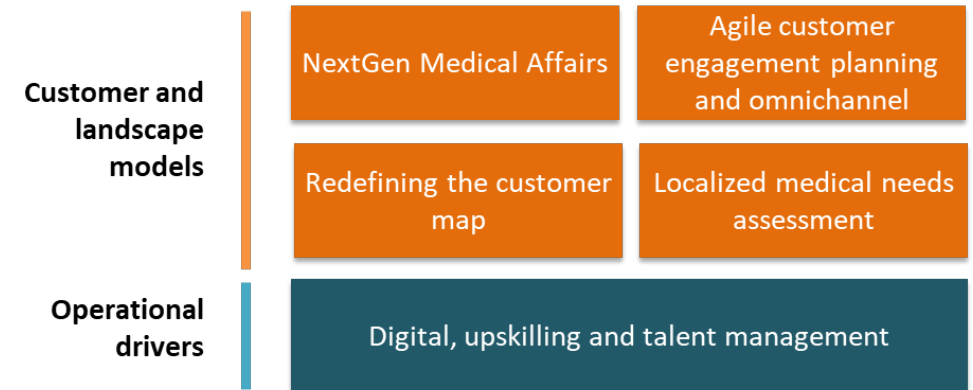 Customer and
landscape
models
NextGen Medical Affairs
Agile customer
engagement planning
and omnichannel
Redefining the customer
map
Localized medical needs
assessment
Operational
drivers
Digital, upskilling and talent management